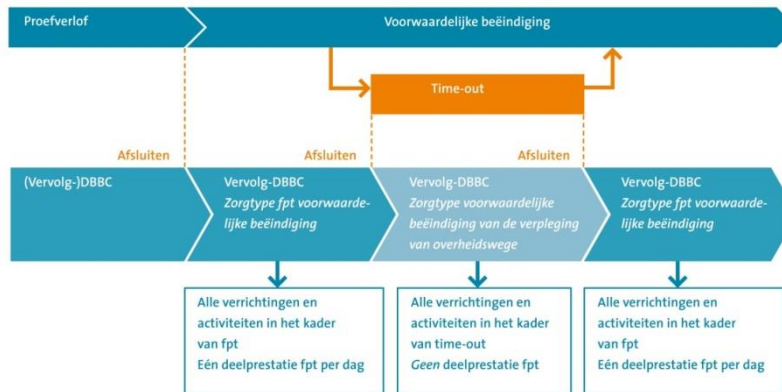 Proefverlof
Voorwaardelijke beëindiging
Time-out
Afsluiten
Afsluiten
Afsluiten
(Vervolg-)DBBC
Vervolg-DBBC
Zorgtype fpt voorwaarde-
lijke beëindiging
Vervolg-DBBC
Zorgtype voorwaardelijke
beëindiging van de verpleging
van overheidswege
Vervolg-DBBC
Zorgtype fpt voorwaarde-
lijke beëindiging
Alle verrichtingen en
activiteiten in het kader
van fpt
Eén deelprestatie fpt per dag
Alle verrichtingen en
activiteiten in het kader
van time-out
Geen deelprestatie fpt
Alle verrichtingen en
activiteiten in het kader
van fpt
Eén deelprestatie fpt per dag